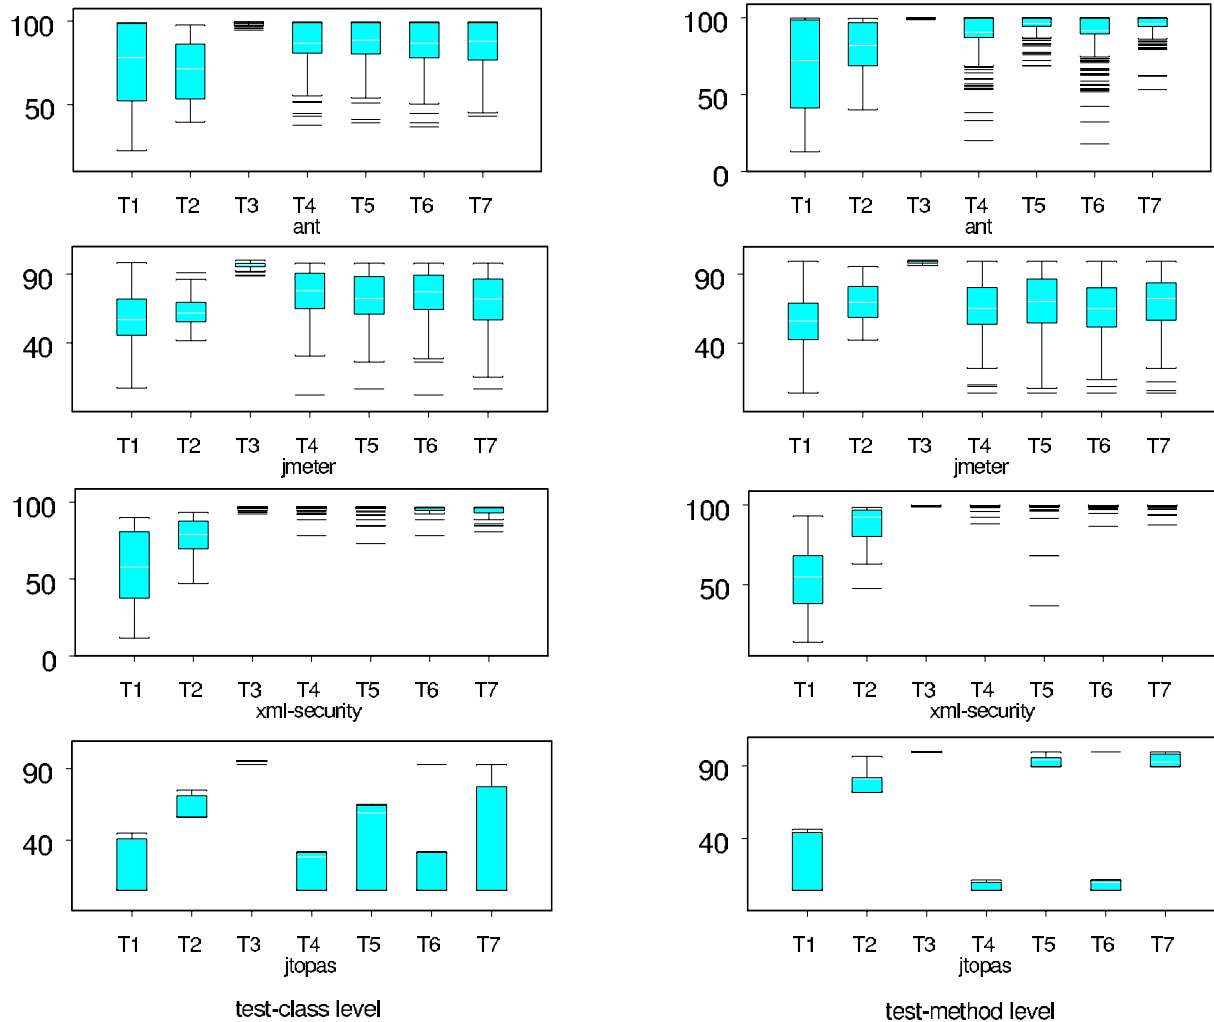 100
50
T1 T2 T3 T4 T5 T6 T7
ant
100
50
0
T1 T2 T3 T4 T5 T6 T7
ant
90
40
T1 T2 T3 T4 T5 T6 T7
jmeter
90
40
T1 T2 T3 T4 T5 T6 T7
jmeter
100
50
0
T1 T2 T3 T4 T5 T6 T7
xml-security
100
50
T1 T2 T3 T4 T5 T6 T7
xml-security
90
40
T1 T2 T3 T4 T5 T6 T7
jtopas
90
40
T1 T2 T3 T4 T5 T6 T7
jtopas
test-class level
test-method level